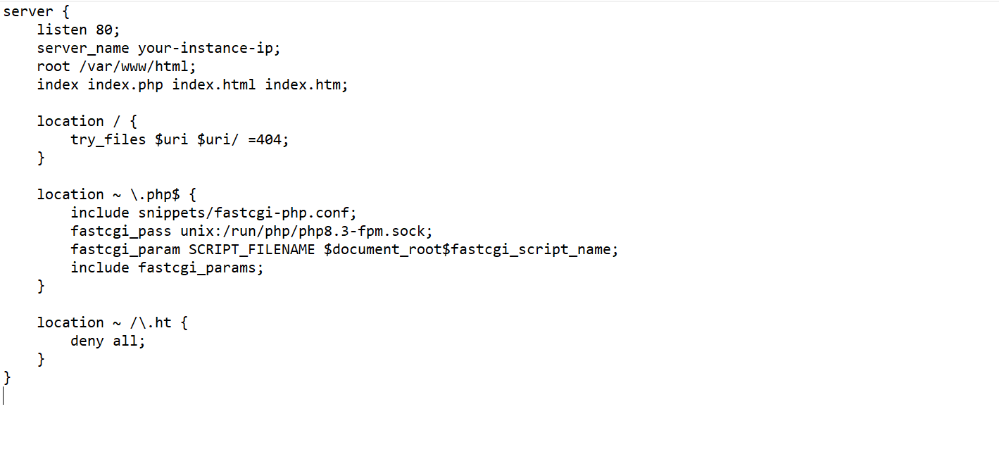 server {
    listen 80;
    server_name your-instance-ip;
    root /var/www/html;
    index index.php index.html index.htm;

    location / {
        try_files $uri $uri/ =404;
    }

    location ~ \.php$ {
        include snippets/fastcgi-php.conf;
        fastcgi_pass unix:/run/php/php8.3-fpm.sock;
        fastcgi_param SCRIPT_FILENAME $document_root$fastcgi_script_name;
        include fastcgi_params;
    }

    location ~ /\.ht {
        deny all;
    }
}